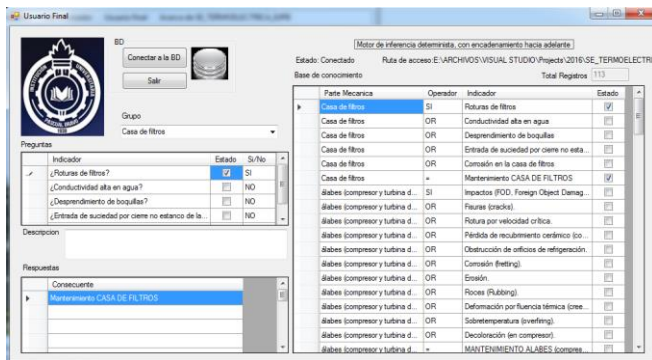 Usuario Final
BD
Conectar a la BD
Salir
Grupo
Casa de filtros
Preguntas
Indicador Estado Si/No
¿Roturas de filtros? SI
¿Conductividad alta en agua? NO
¿Desprendimiento de boquillas? NO
¿Entrada de suciedad por cierre no estanco de la... NO
Descripcion
Respuestas
Consecuente
Mantenimiento CASA DE FILTROS
Motor de inferencia determinista, con encadenamiento hacia adelante
Estado: Conectado Ruta de acceso:E:\ARCHIVOS\VISUAL STUDIO\Projects\2016\SE_TERMOELECTRI
Base de conocimiento Total Registros 113
Parte Mecanica Operador Indicador Estado
Casa de filtros SI Roturas de filtros
Casa de filtros OR Conductividad alta en agua
Casa de filtros OR Desprendimiento de boquillas
Casa de filtros OR Entrada de suciedad por cierre no esta...
Casa de filtros OR Corrosión en la casa de filtros
Casa de filtros = Mantenimiento CASA DE FILTROS
álabes (compresor y turbina d... SI Impactos (FOD, Foreign Object Damag...
álabes (compresor y turbina d... OR Fisuras (cracks).
álabes (compresor y turbina d... OR Rotura por velocidad crítica.
álabes (compresor y turbina d... OR Pérdida de recubrimiento cerámico (co...
álabes (compresor y turbina d... OR Obstrucción de orificios de refrigeración.
álabes (compresor y turbina d... OR Corrosión (fretting).
álabes (compresor y turbina d... OR Erosión.
álabes (compresor y turbina d... OR Roces (Rubbing).
álabes (compresor y turbina d... OR Deformación por fluencia térmica (cree...
álabes (compresor y turbina d... OR Sobretemperatura (overfiring).
álabes (compresor y turbina d... OR Decoloración (en compresor).
álabes (compresor y turbina d... = MANTENIMIENTO ALABES (compres...